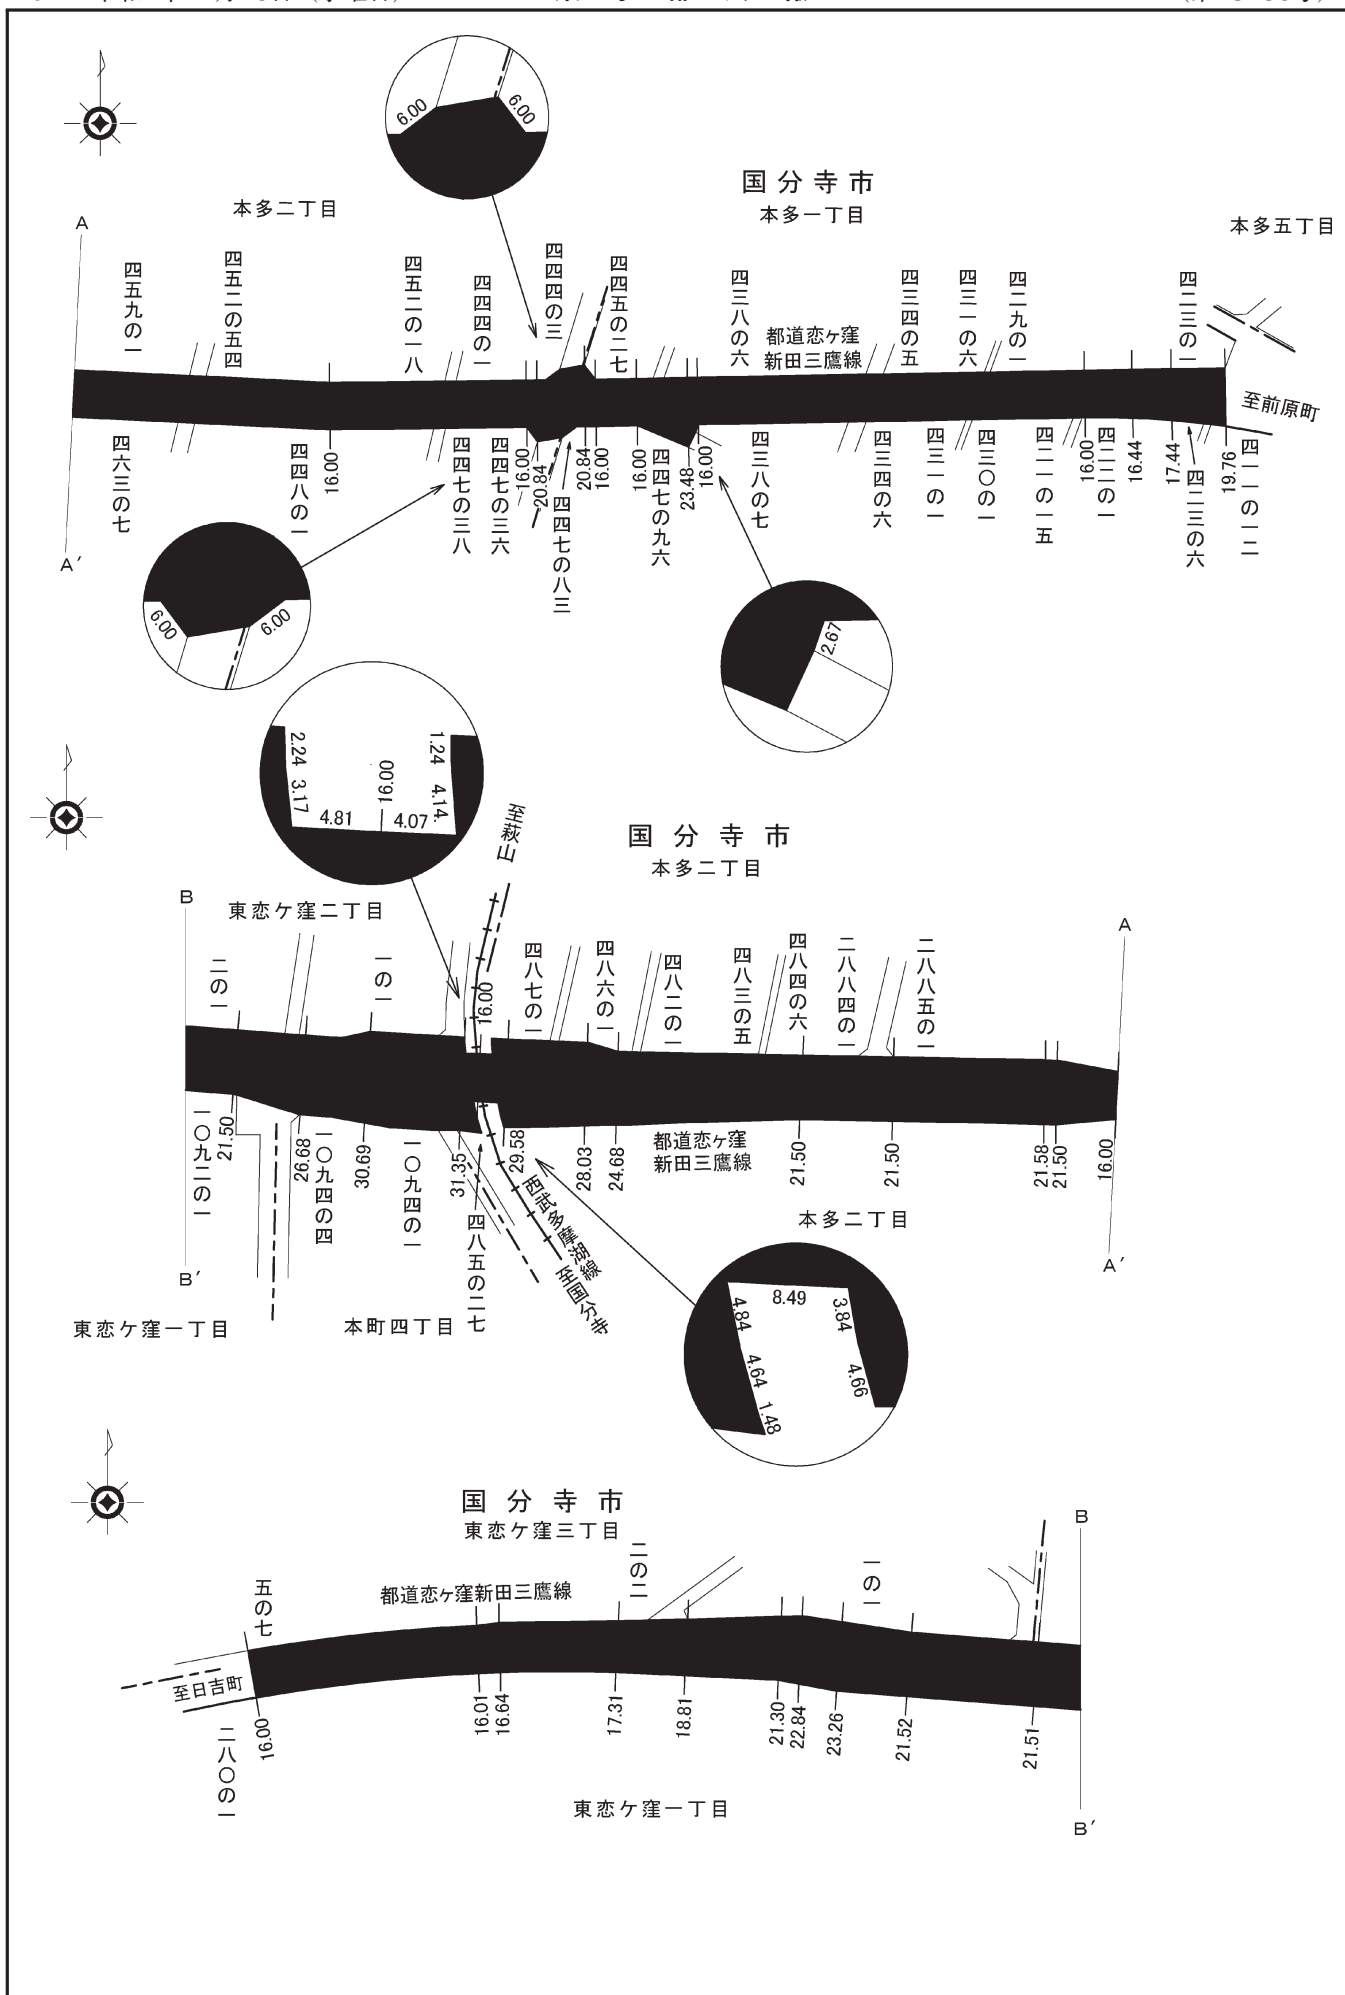 国分寺市
本多一丁目
本多二丁目
本多五丁目
A
四五九の一
四五二の五四
四五二の一八
四四四の一
四四四の三
四四五の二七
四三八の六
都道恋ヶ窪
新田三鷹線
四三四の五
四三一の六
四二九の一
四二三の一
至前原町
6.00
6.00
A′
四六三の七
四四八の一
16.00
四四七の三八
四四七の三六
16.00
20.84
四四七の八三
20.84
16.00
16.00
四四七の九六
23.48
16.00
四三八の七
四三四の六
四三一の一
四三〇の一
四二一の一五
16.00
四二二の一
16.44
17.44
四二三の六
19.76
四一一の一二
6.00
6.00
2.67
2.24
3.17
4.81
16.00
4.07
1.24
4.14
至萩山
国分寺市
本多二丁目
B
東恋ケ窪二丁目
A
二の一
一の一
16.00
四八七の一
四八六の一
四八二の一
四八三の五
四八四の六
二八八四の一
二八八五の一
一〇九二の一
21.50
26.68
一〇九四の四
30.69
一〇九四の一
31.35
四八五の二七
29.58
西武多摩湖線
至国分寺
28.03
24.68
都道恋ヶ窪
新田三鷹線
21.50
21.50
21.58
21.50
16.00
本多二丁目
B′
A′
東恋ケ窪一丁目
本町四丁目
4.84
4.64
1.48
8.49
3.84
4.66
国分寺市
東恋ケ窪三丁目
B
五の七
都道恋ヶ窪新田三鷹線
二の二
一の一
至日吉町
二八〇の一
16.00
16.01
16.64
17.31
18.81
21.30
22.84
23.26
21.52
21.51
東恋ケ窪一丁目
B′